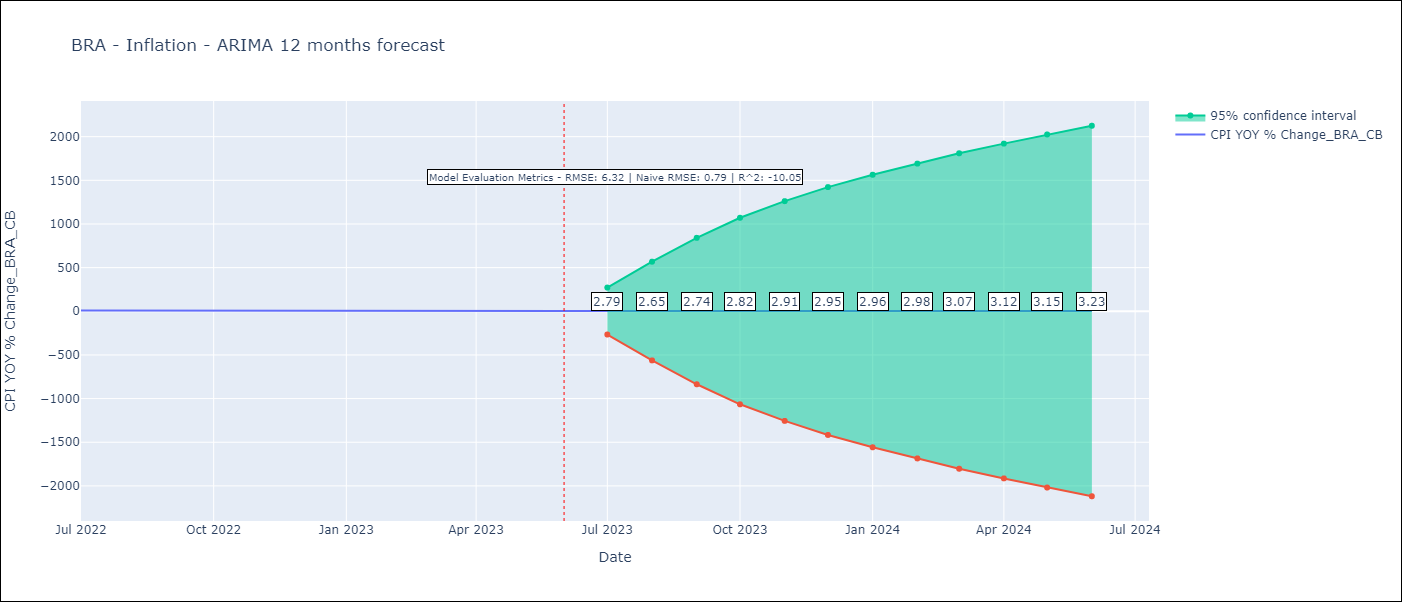 BRA - Inflation - ARIMA 12 months forecast
95% confidence interval
CPI YOY % Change_BRA_CB
Model Evaluation Metrics - RMSE: 6.32 | Naive RMSE: 0.79 | R^2: -10.05
CPI YOY % Change_BRA_CB
2000
1500
1000
500
0
−500
−1000
−1500
−2000
2.79 2.65 2.74 2.82 2.91 2.95 2.96 2.98 3.07 3.12 3.15 3.23
Jul 2022 Oct 2022 Jan 2023 Apr 2023 Jul 2023 Oct 2023 Jan 2024 Apr 2024 Jul 2024
Date